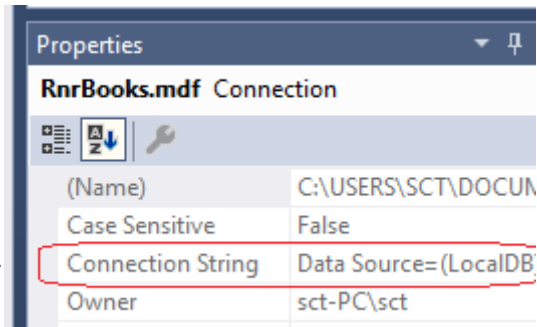 Properties
RnrBooks.mdf Connection
A
Z
(Name) C:\USERS\SCT\DOCUM
Case Sensitive False
Connection String Data Source=(LocalDB)
Owner sct-PC\sct